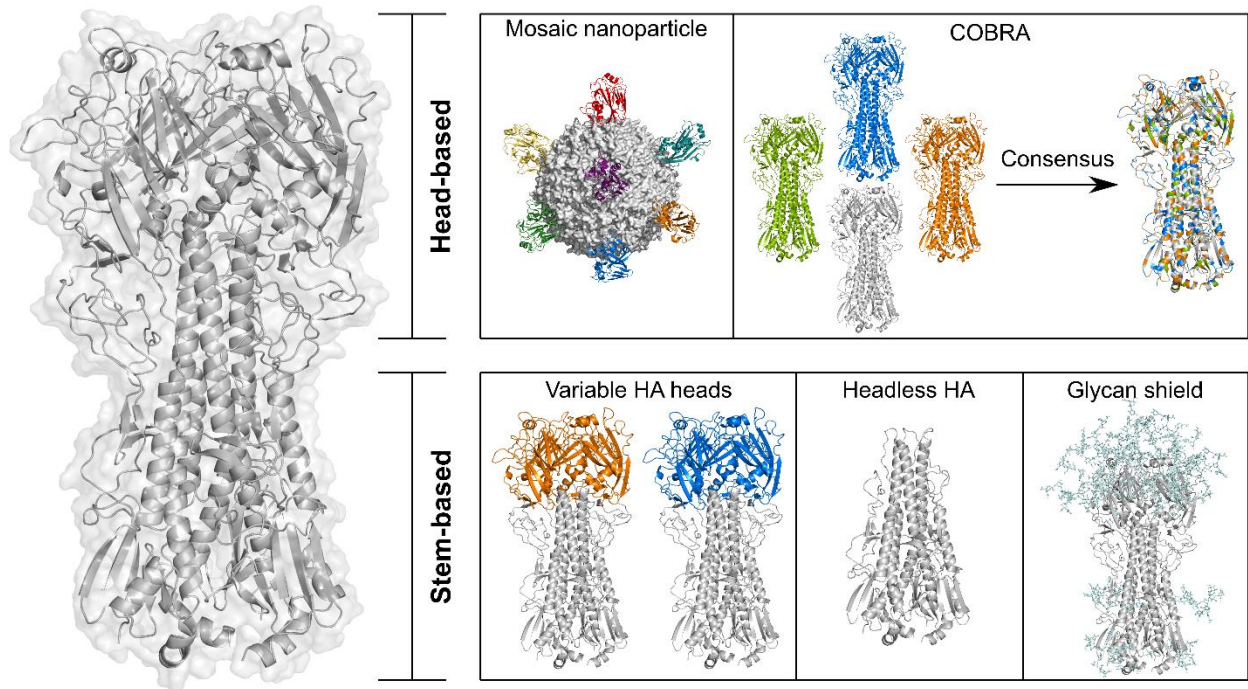 Head-based
Mosaic nanoparticle
COBRA
Consensus
Stem-based
Variable HA heads
Headless HA
Glycan shield